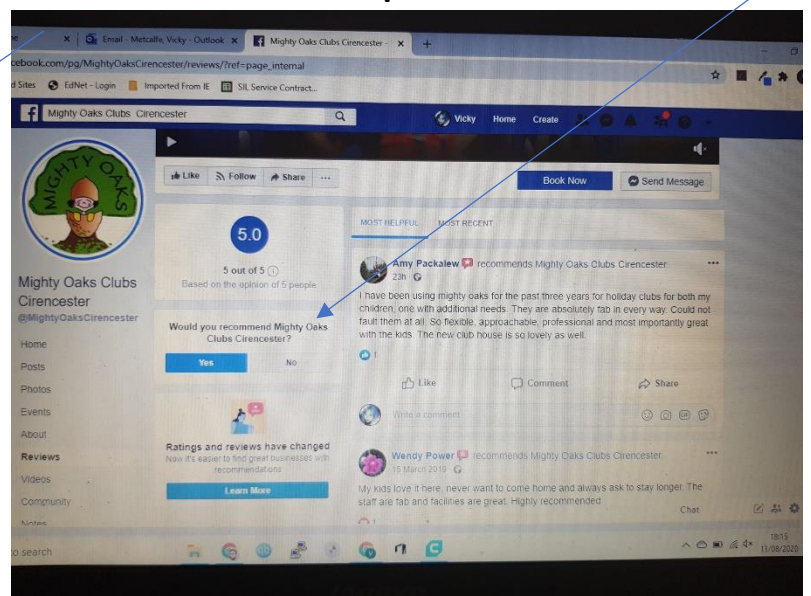 Email - Metcalfe, Vicky - Outlook
Mighty Oaks Clubs Cirencester -
cebook.com/pg/MightyOaksCirencester/reviews/?ref=page_internal
d Sites
EdNet - Login
Imported From IE
SIL Service Contract...
Mighty Oaks Clubs Cirencester
Vicky
Home
Create
MIGHTY OAKS
Like
Follow
Share
Book Now
Send Message
5.0
5 out of 5
Based on the opinion of 5 people
Would you recommend Mighty Oaks
Clubs Cirencester?
Yes
No
Ratings and reviews have changed
Now it's easier to find great businesses with
recommendations
Learn More
Mighty Oaks Clubs
Cirencester
@MightyOaksCirencester
Home
Posts
Photos
Events
About
Reviews
Videos
Community
Notes
MOST HELPFUL
MOST RECENT
Amy Packalew recommends Mighty Oaks Clubs Cirencester.
23h
I have been using mighty oaks for the past three years for holiday clubs for both my
children, one with additional needs. They are absolutely fab in every way. Could not
fault them at all. So flexible, approachable, professional and most importantly great
with the kids. The new club house is so lovely as well.
1
Like
Comment
Share
Write a comment
GIF
Wendy Power recommends Mighty Oaks Clubs Cirencester.
15 March 2019
My kids love it here, never want to come home and always ask to stay longer. The
staff are fab and facilities are great. Highly recommended
1
Chat
o search
18:15
13/08/2020